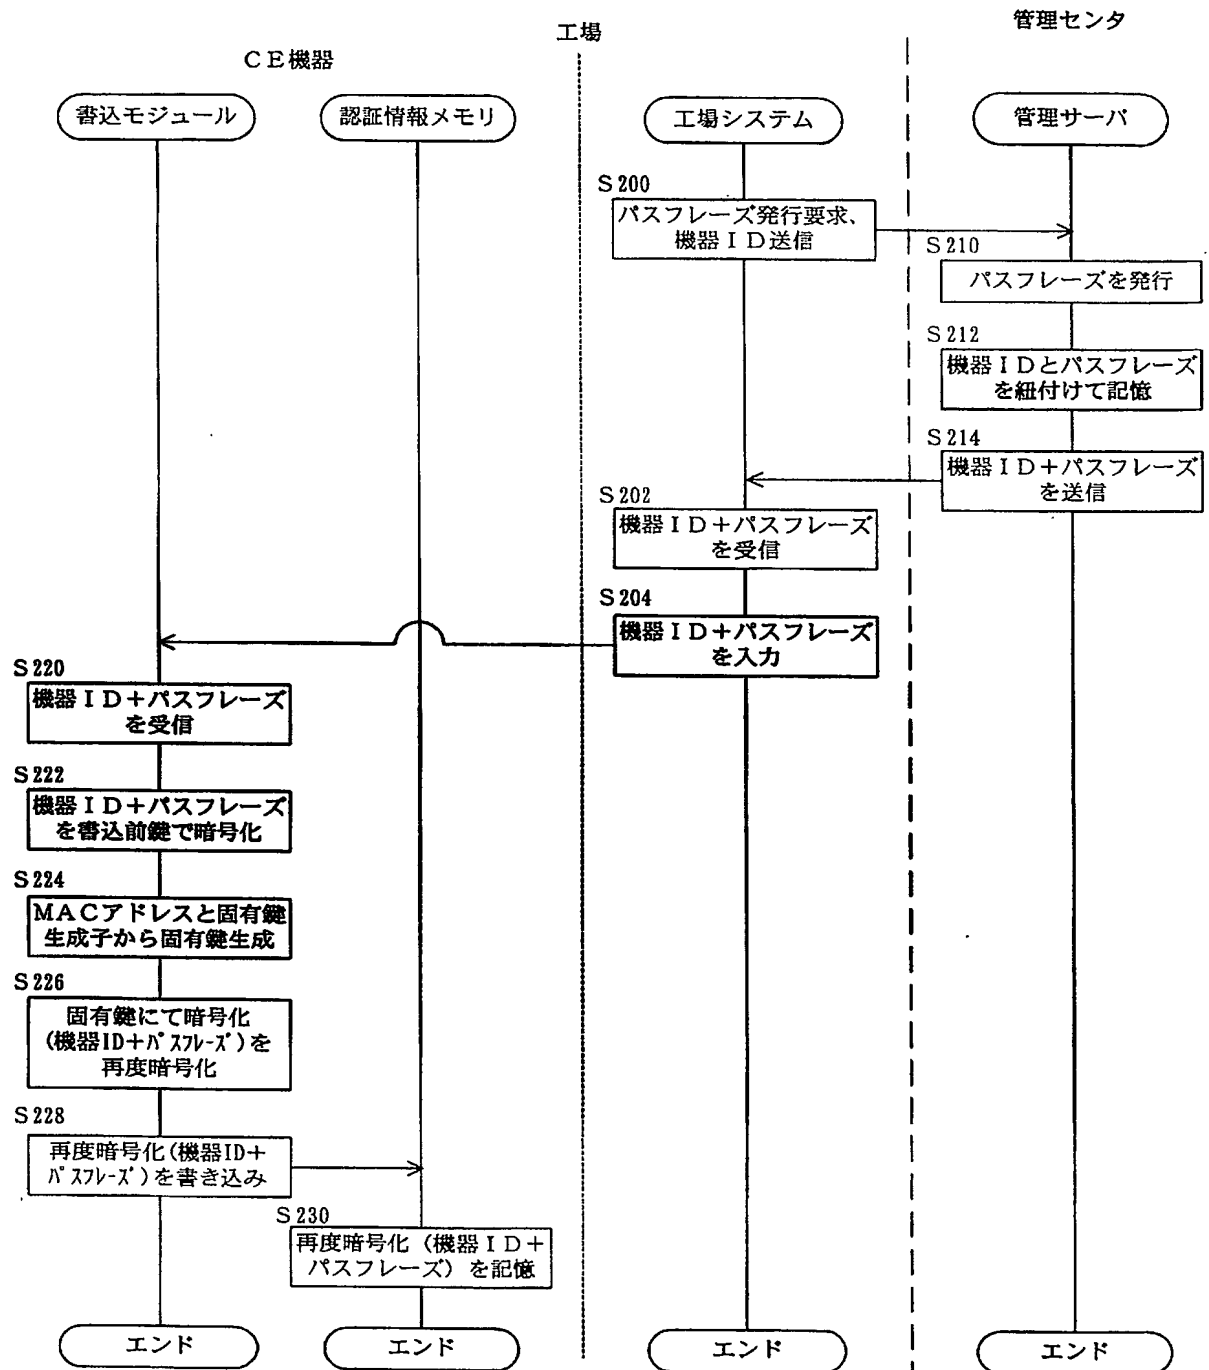 管理センタ
工場
ＣＥ機器
書込モジュール
認証情報メモリ
工場システム
管理サーバ
Ｓ200
パスフレーズ発行要求、
機器ＩＤ送信
Ｓ210
パスフレーズを発行
Ｓ212
機器ＩＤとパスフレーズ
を紐付けて記憶
Ｓ214
機器ＩＤ＋パスフレーズ
を送信
Ｓ202
機器ＩＤ＋パスフレーズ
を受信
Ｓ204
機器ＩＤ＋パスフレーズ
を入力
Ｓ220
機器ＩＤ＋パスフレーズ
を受信
Ｓ222
機器ＩＤ＋パスフレーズ
を書込前鍵で暗号化
Ｓ224
ＭＡＣアドレスと固有鍵
生成子から固有鍵生成
Ｓ226
固有鍵にて暗号化
(機器ID＋ﾊﾟｽﾌﾚｰｽﾞ)を
再度暗号化
Ｓ228
再度暗号化(機器ID＋
ﾊﾟｽﾌﾚｰｽﾞ)を書き込み
Ｓ230
再度暗号化（機器ＩＤ＋
パスフレーズ）を記憶
エンド
エンド
エンド
エンド